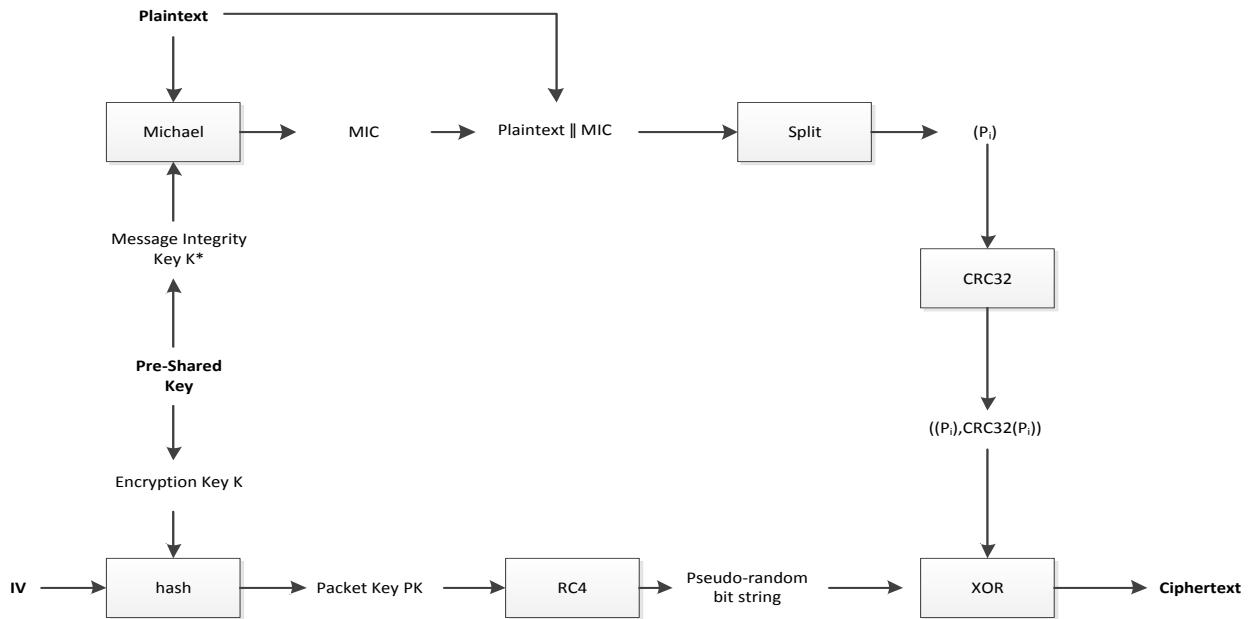 Plaintext
Michael
MIC
Plaintext ‖ MIC
Split
(Pᵢ)
Message Integrity
Key K*
CRC32
Pre-Shared
Key
((Pᵢ),CRC32(Pᵢ))
Encryption Key K
IV
hash
Packet Key PK
RC4
Pseudo-random
bit string
XOR
Ciphertext